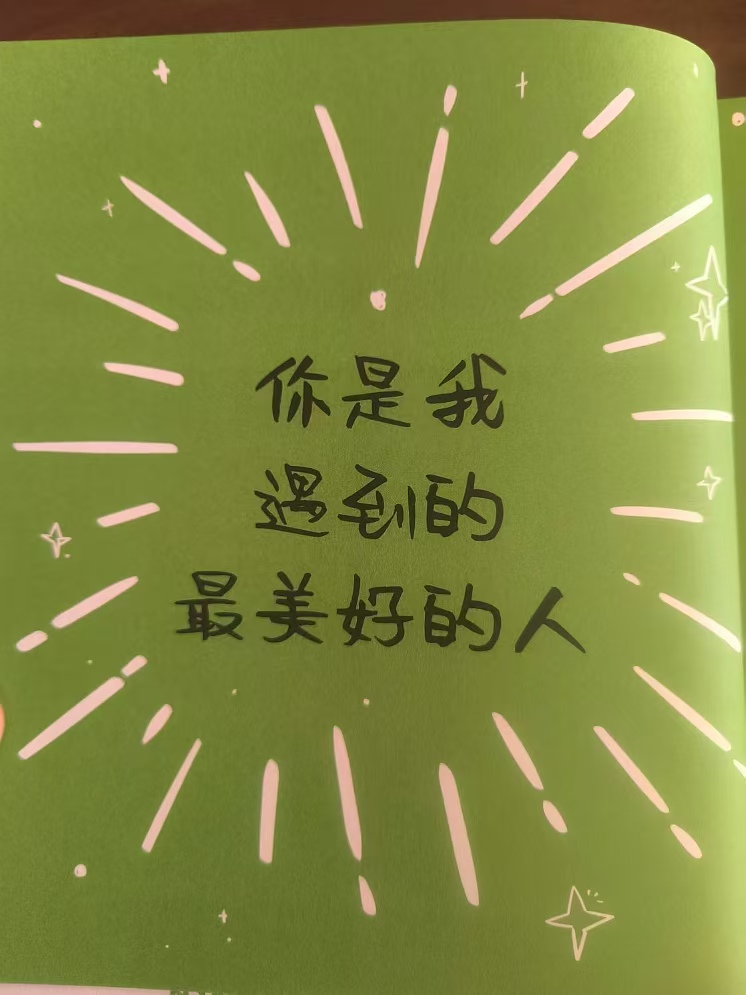 你是我
遇到的
最美好的人